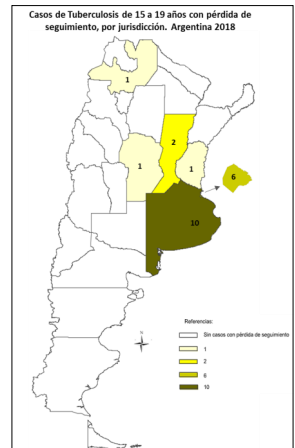 Casos de Tuberculosis de 15 a 19 años con pérdida de
seguimiento, por jurisdicción. Argentina 2018
1
2
1
1
6
10
Referencias:
Sin casos con pérdida de seguimiento
1
2
6
10
N